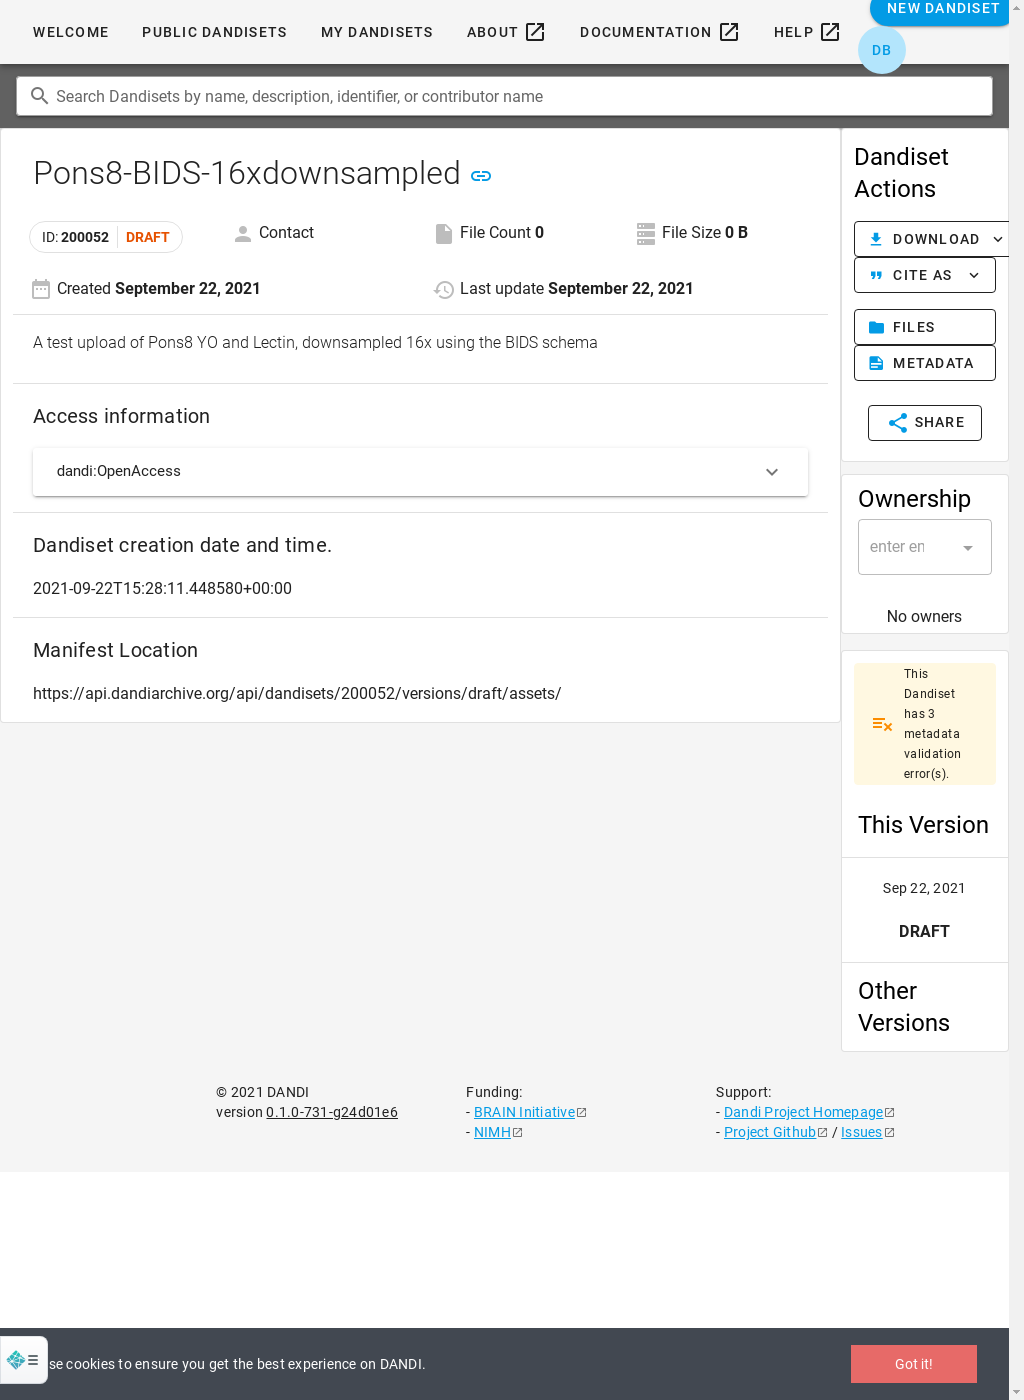 WELCOME PUBLIC DANDISETS MY DANDISETS ABOUT DOCUMENTATION HELP NEW DANDISET
DB
Search Dandisets by name, description, identifier, or contributor name
Pons8-BIDS-16xdownsampled
ID: 200052 DRAFT Contact File Count 0 File Size 0 B
Created September 22, 2021 Last update September 22, 2021
A test upload of Pons8 YO and Lectin, downsampled 16x using the BIDS schema
Access information
dandi:OpenAccess
Dandiset creation date and time.
2021-09-22T15:28:11.448580+00:00
Manifest Location
https://api.dandiarchive.org/api/dandisets/200052/versions/draft/assets/
Dandiset
Actions
DOWNLOAD
CITE AS
FILES
METADATA
SHARE
Ownership
enter en
No owners
This
Dandiset
has 3
metadata
validation
error(s).
This Version
Sep 22, 2021
DRAFT
Other
Versions
© 2021 DANDI
version 0.1.0-731-g24d01e6
Funding:
- BRAIN Initiative
- NIMH
Support:
- Dandi Project Homepage
- Project Github / Issues
se cookies to ensure you get the best experience on DANDI.
Got it!